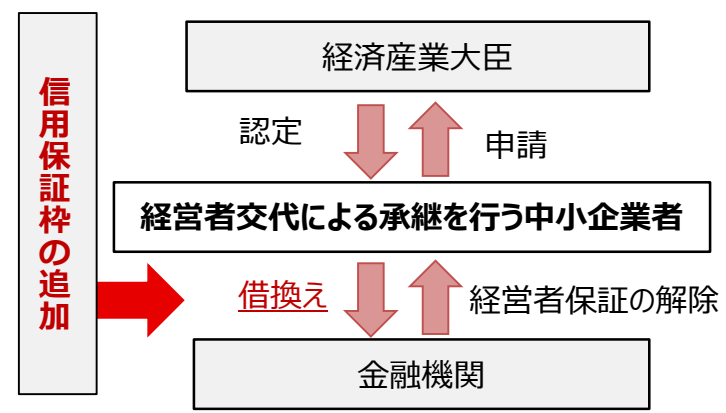 信用保証枠の追加
経済産業大臣
認定
申請
経営者交代による承継を行う中小企業者
借換え
経営者保証の解除
金融機関